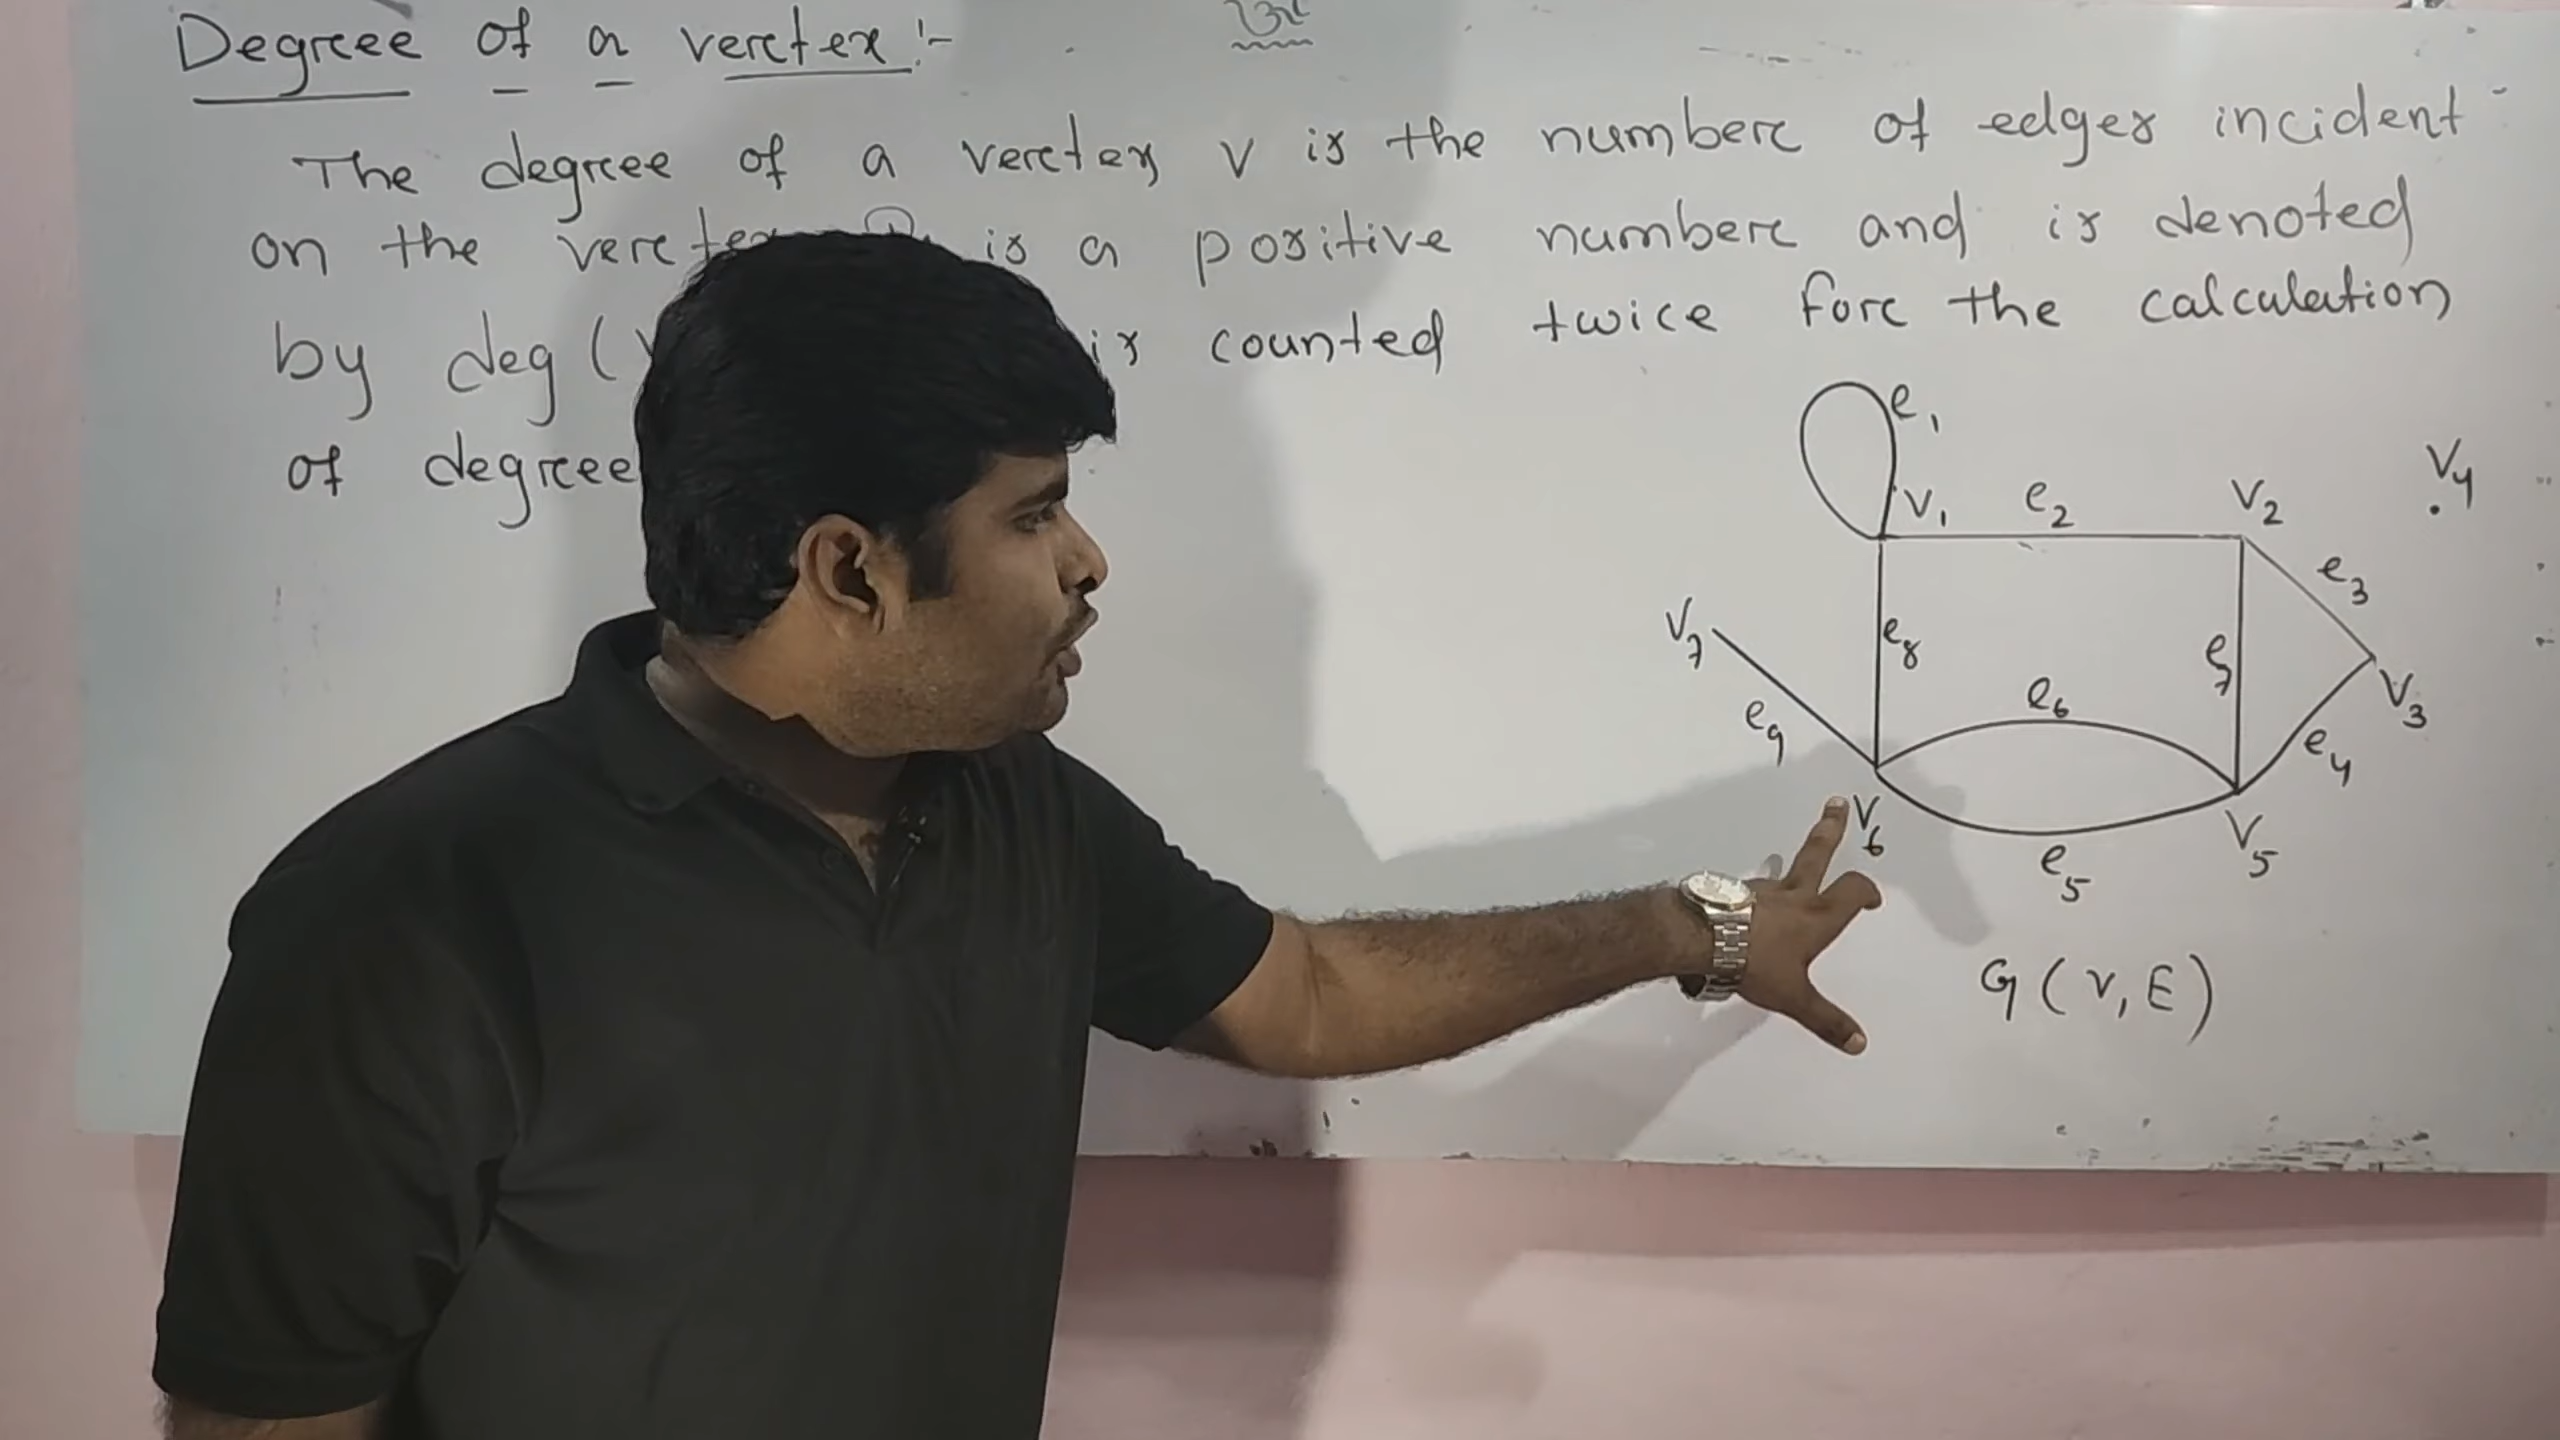 Degree of a vertex :-
The degree of a vertex v is the number of edges incident
on the vertex is a positive number and is denoted
by deg ( is counted twice for the calculation
of degree
e1
V4
V1 e2 V2
e3
V7 e8 e7
e6 V3
e9 e4
V6 V5
e5
G(V,E)